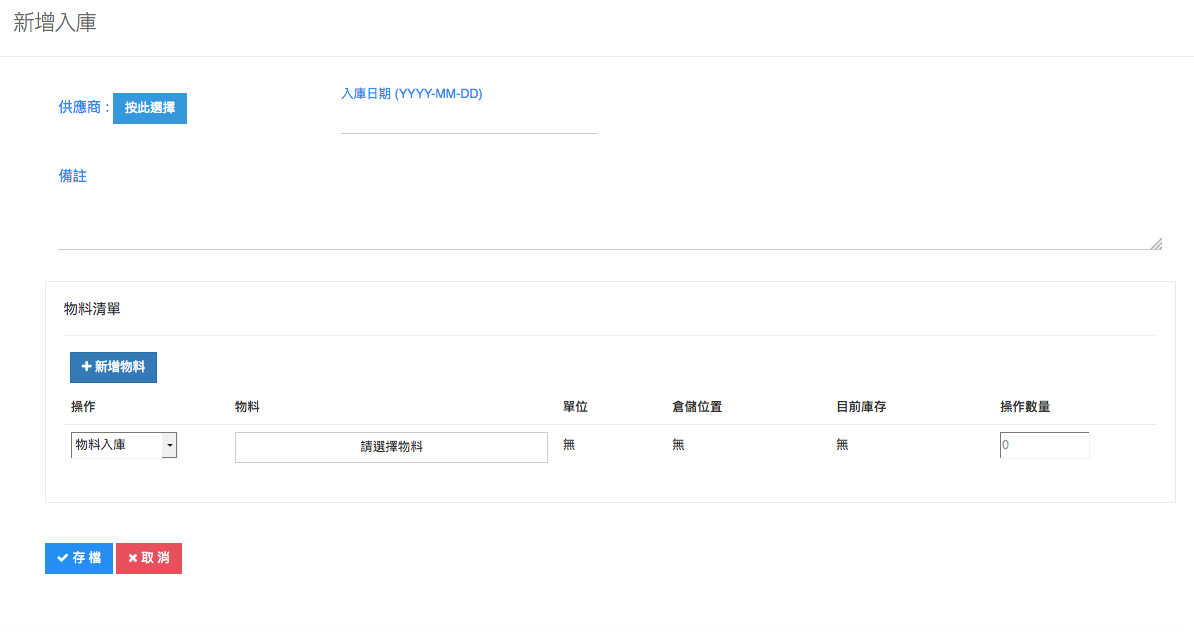 新增入庫
供應商 : 按此選擇
入庫日期 (YYYY-MM-DD)
備註
物料清單
新增物料
操作 物料 單位 倉儲位置 目前庫存 操作數量
物料入庫 請選擇物料 無 無 無 0
存檔 取消